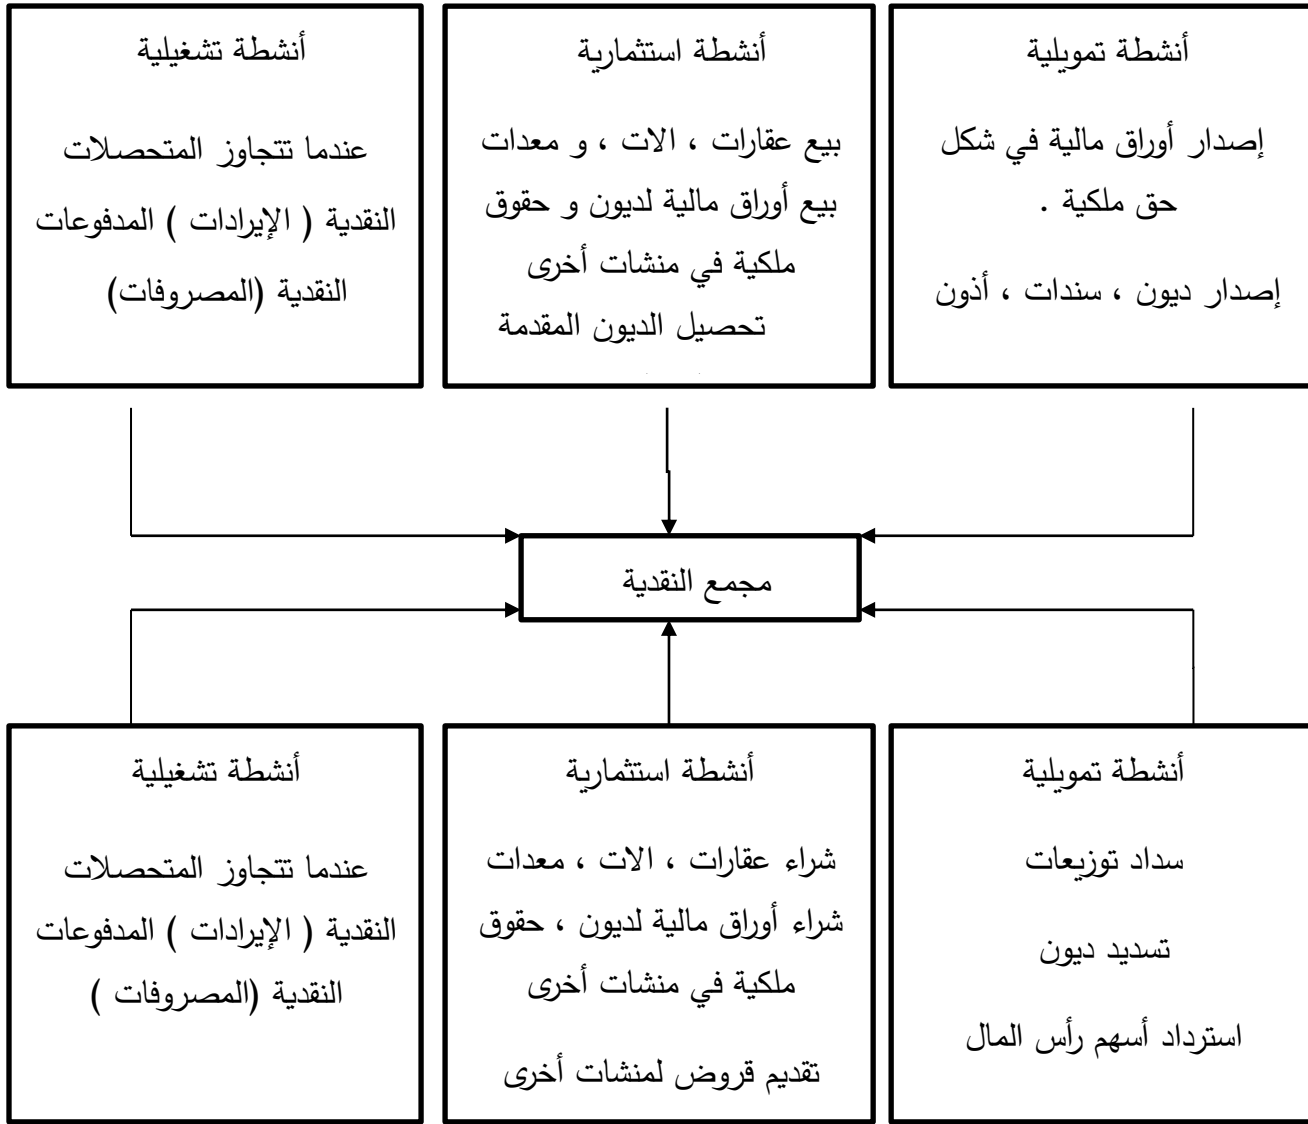 أنشطة تمويلية
إصدار أوراق مالية في شكل
حق ملكية .
إصدار ديون ، سندات ، أذون
أنشطة استثمارية
بيع عقارات ، الات ، و معدات
بيع أوراق مالية لديون و حقوق
ملكية في منشات أخرى
تحصيل الديون المقدمة
أنشطة تشغيلية
عندما تتجاوز المتحصلات
النقدية ( الإيرادات ) المدفوعات
النقدية (المصروفات)
مجمع النقدية
أنشطة تمويلية
سداد توزيعات
تسديد ديون
استرداد أسهم رأس المال
أنشطة استثمارية
شراء عقارات ، الات ، معدات
شراء أوراق مالية لديون ، حقوق
ملكية في منشات أخرى
تقديم قروض لمنشات أخرى
أنشطة تشغيلية
عندما تتجاوز المتحصلات
النقدية ( الإيرادات ) المدفوعات
النقدية (المصروفات )